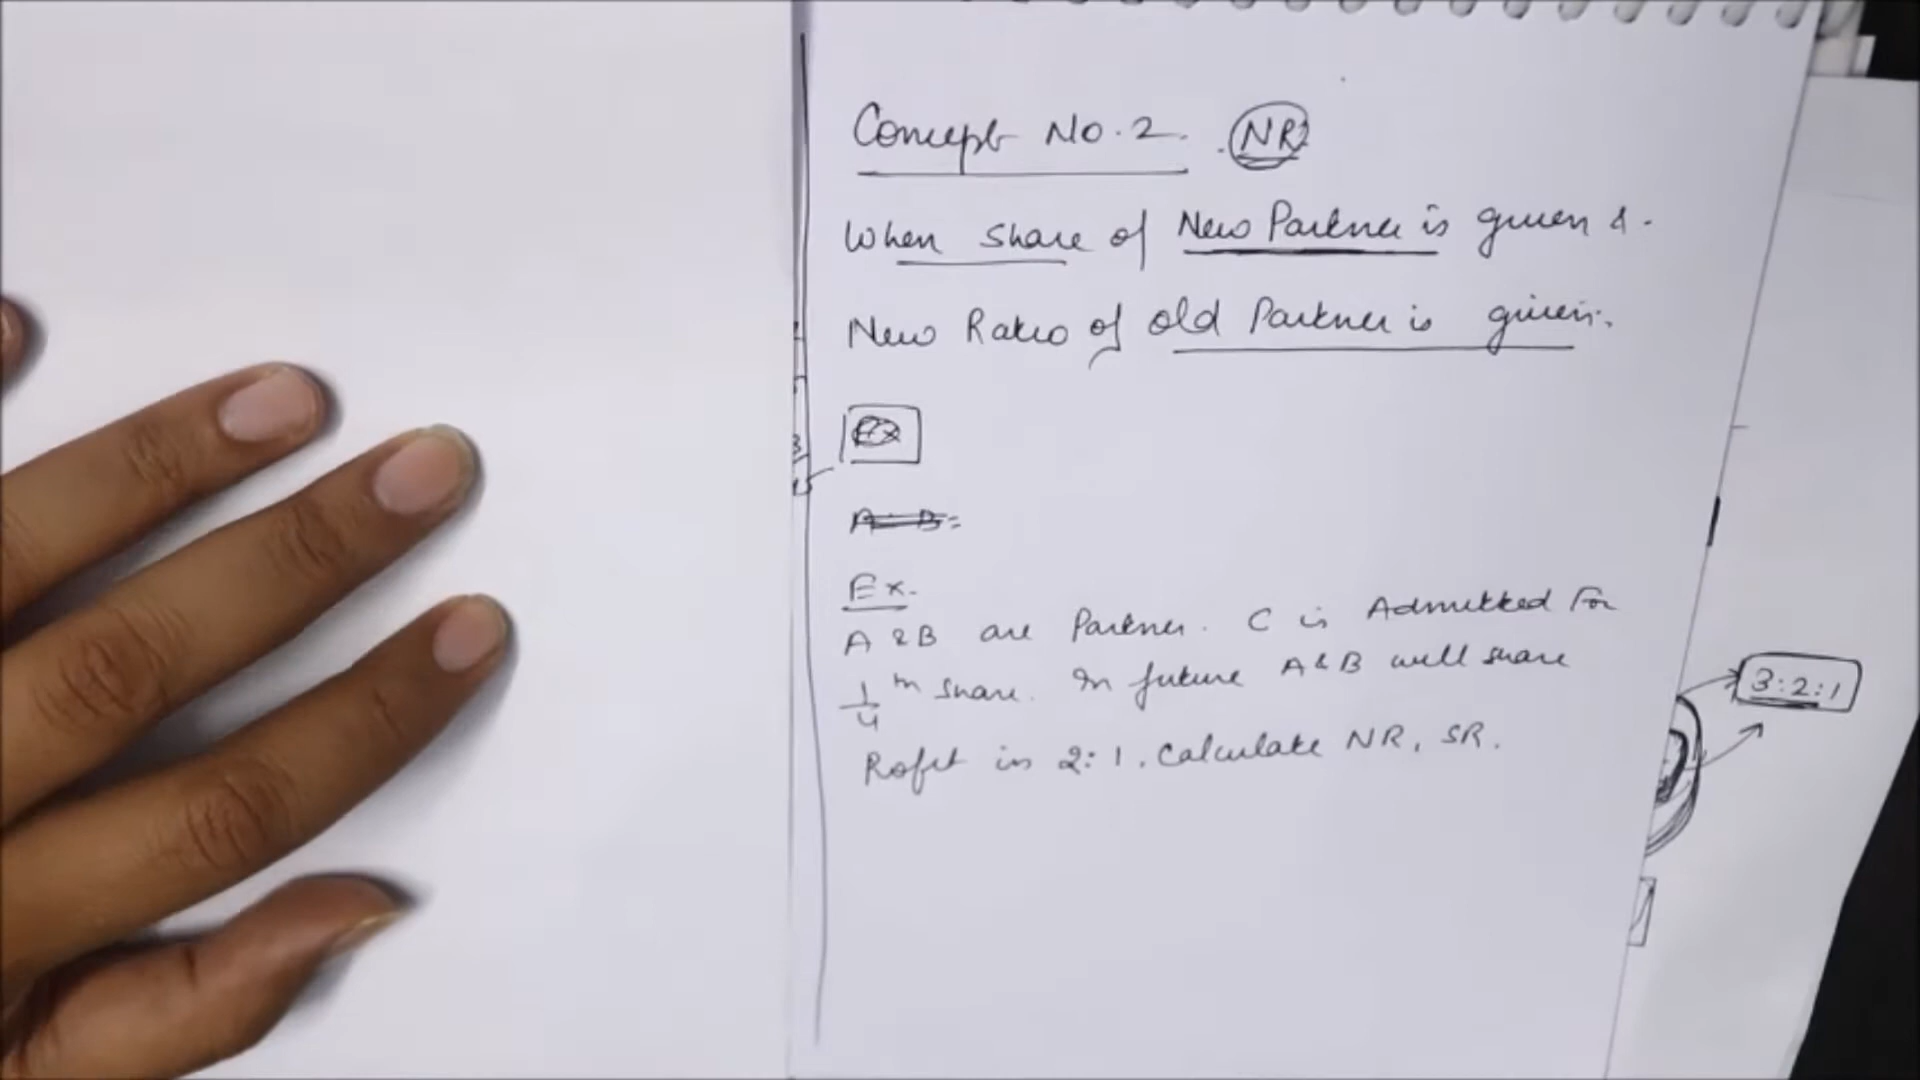 Concept No. 2. NR
When share of New Partner is given &.
New Ratio of old Partner is given.
Ex
A B =
Ex.
A & B are Partner. C is Admitted For
1/4 th share. In future A & B will share
Profit in 2:1. Calculate NR, SR.
3:2:1